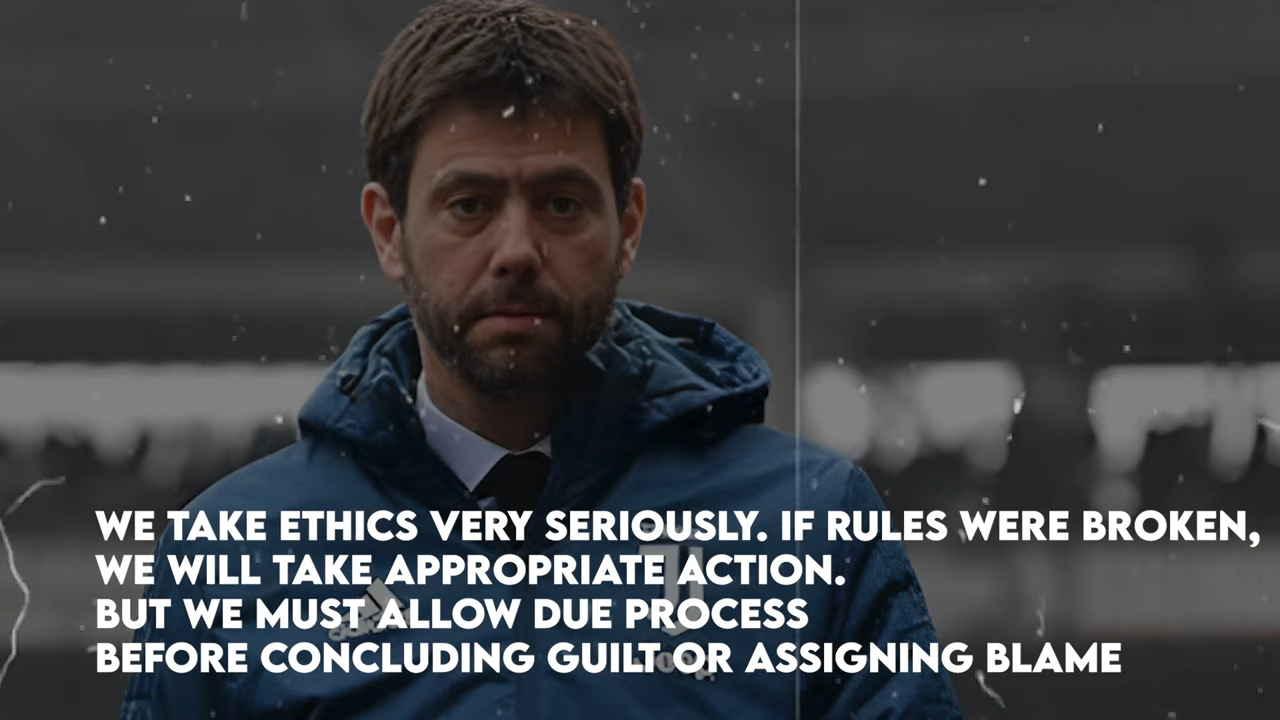 WE TAKE ETHICS VERY SERIOUSLY. IF RULES WERE BROKEN,
WE WILL TAKE APPROPRIATE ACTION.
BUT WE MUST ALLOW DUE PROCESS
BEFORE CONCLUDING GUILT OR ASSIGNING BLAME